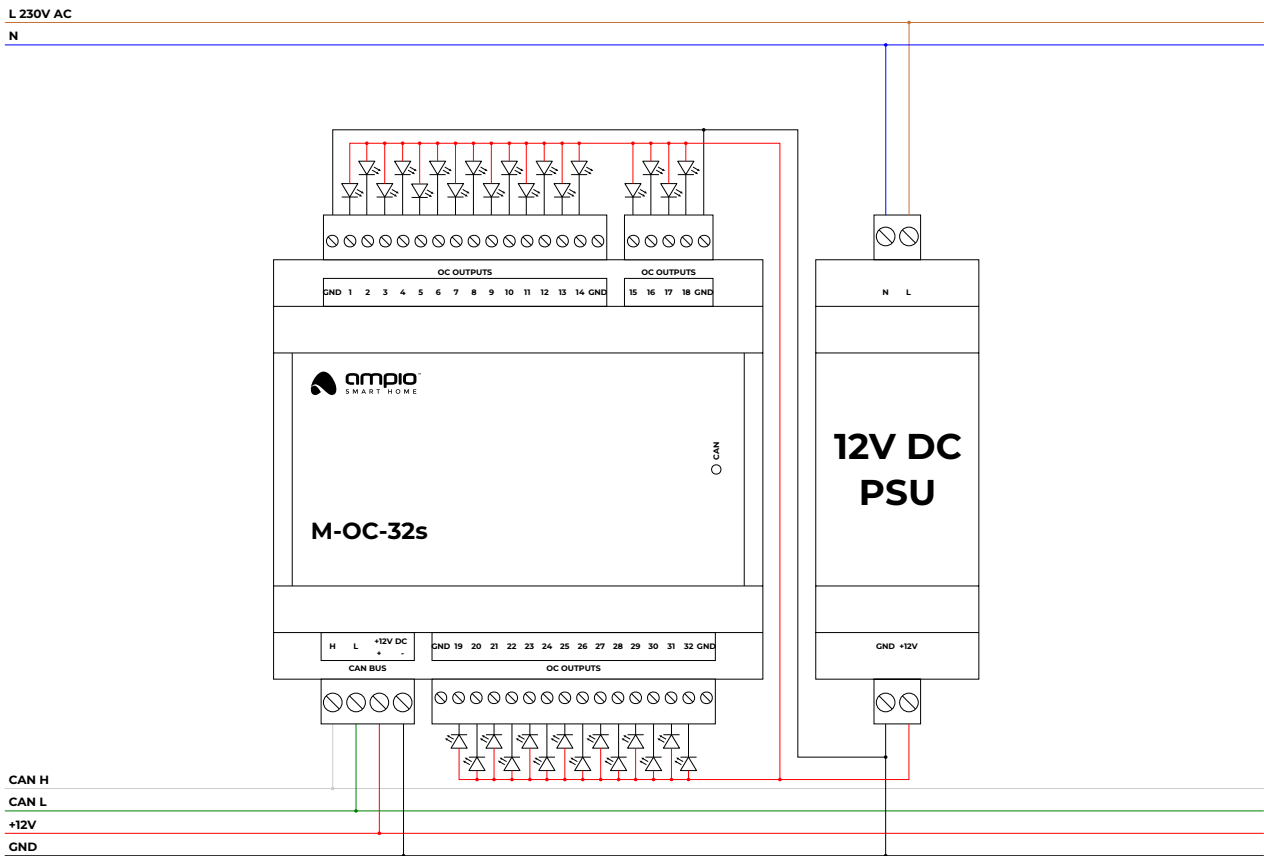 L 230V AC
N
OC OUTPUTS
GND 1 2 3 4 5 6 7 8 9 10 11 12 13 14 GND
OC OUTPUTS
15 16 17 18 GND
N L
ampio™
SMART HOME
CAN
12V DC
PSU
M-OC-32s
H L +12V DC
+ -
CAN BUS
GND 19 20 21 22 23 24 25 26 27 28 29 30 31 32 GND
OC OUTPUTS
GND +12V
CAN H
CAN L
+12V
GND